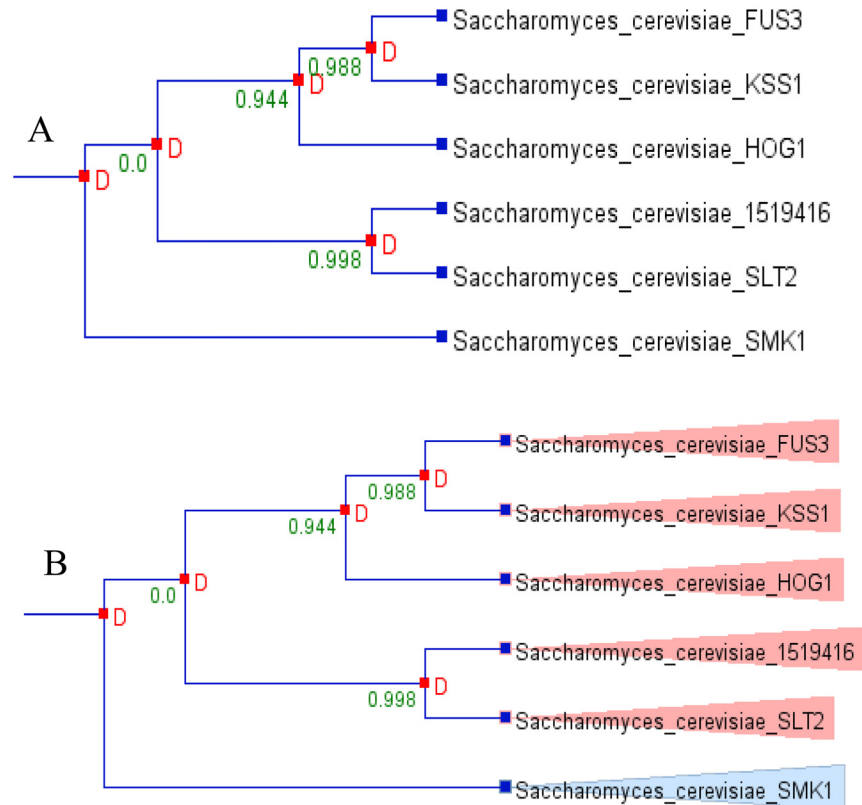 Saccharomyces_cerevisiae_FUS3
D
0.988
Saccharomyces_cerevisiae_KSS1
D
0.944
A
D
Saccharomyces_cerevisiae_HOG1
0.0
D
Saccharomyces_cerevisiae_1519416
D
0.998
Saccharomyces_cerevisiae_SLT2
Saccharomyces_cerevisiae_SMK1
Saccharomyces_cerevisiae_FUS3
D
0.988
Saccharomyces_cerevisiae_KSS1
D
0.944
B
D
Saccharomyces_cerevisiae_HOG1
0.0
D
Saccharomyces_cerevisiae_1519416
D
0.998
Saccharomyces_cerevisiae_SLT2
Saccharomyces_cerevisiae_SMK1